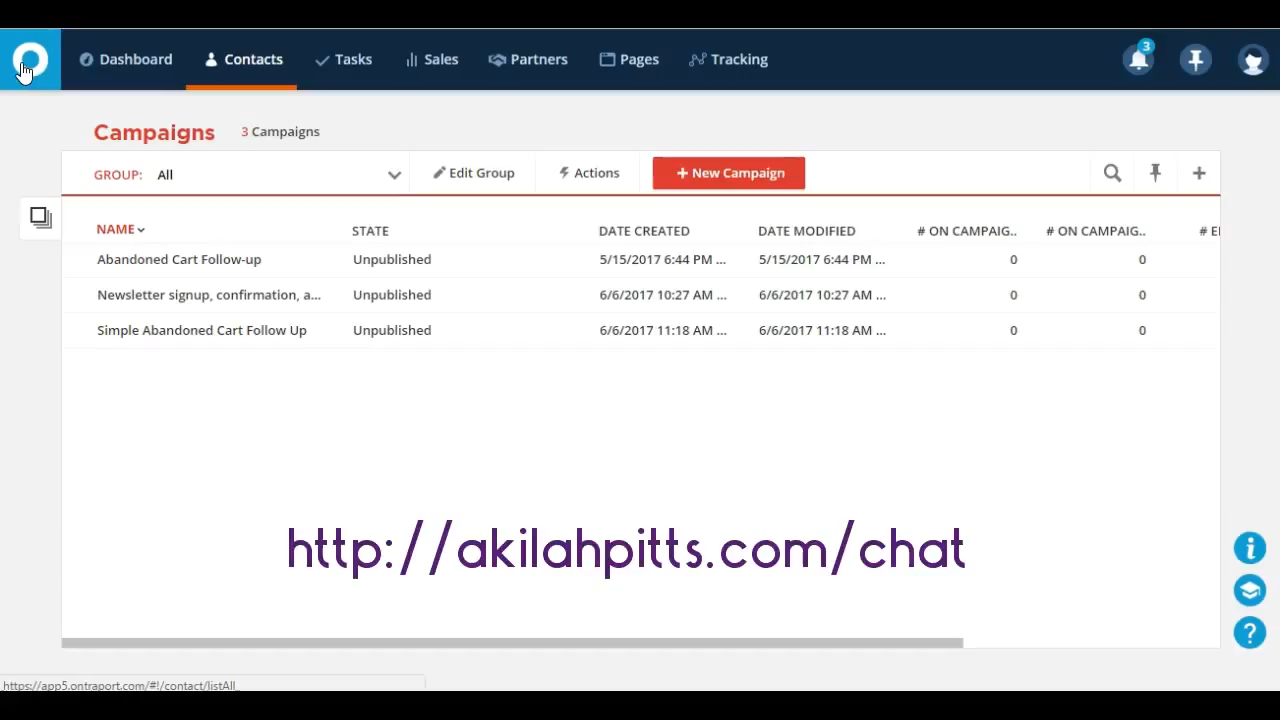 Dashboard Contacts Tasks Sales Partners Pages Tracking 3
Campaigns 3 Campaigns
GROUP: All Edit Group Actions + New Campaign
NAME STATE DATE CREATED DATE MODIFIED # ON CAMPAIG.. # ON CAMPAIG.. # EI
Abandoned Cart Follow-up Unpublished 5/15/2017 6:44 PM ... 5/15/2017 6:44 PM ... 0 0
Newsletter signup, confirmation, a... Unpublished 6/6/2017 10:27 AM ... 6/6/2017 10:27 AM ... 0 0
Simple Abandoned Cart Follow Up Unpublished 6/6/2017 11:18 AM ... 6/6/2017 11:18 AM ... 0 0
http://akilahpitts.com/chat
https://app5.ontraport.com/#!/contact/listAll